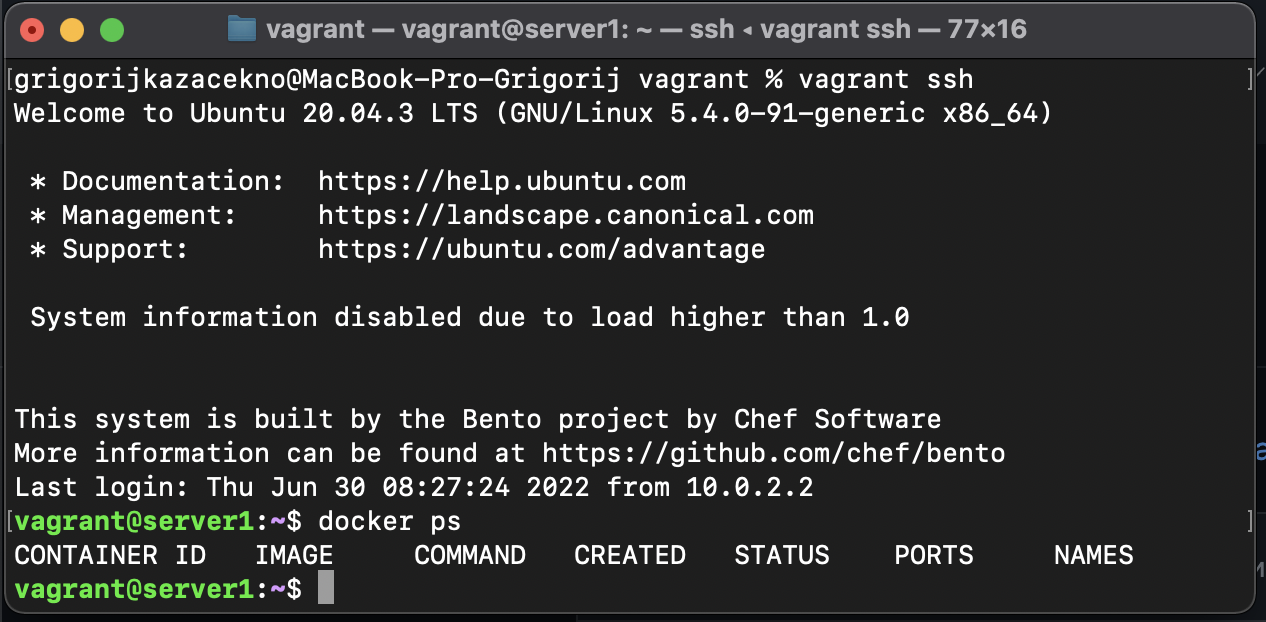 vagrant — vagrant@server1: ~ — ssh ◂ vagrant ssh — 77×16
[grigorijkazacekno@MacBook-Pro-Grigorij vagrant % vagrant ssh ]
Welcome to Ubuntu 20.04.3 LTS (GNU/Linux 5.4.0-91-generic x86_64)
* Documentation: https://help.ubuntu.com
* Management: https://landscape.canonical.com
* Support: https://ubuntu.com/advantage
System information disabled due to load higher than 1.0
This system is built by the Bento project by Chef Software
More information can be found at https://github.com/chef/bento
Last login: Thu Jun 30 08:27:24 2022 from 10.0.2.2
[vagrant@server1:~$ docker ps ]
CONTAINER ID IMAGE COMMAND CREATED STATUS PORTS NAMES
vagrant@server1:~$